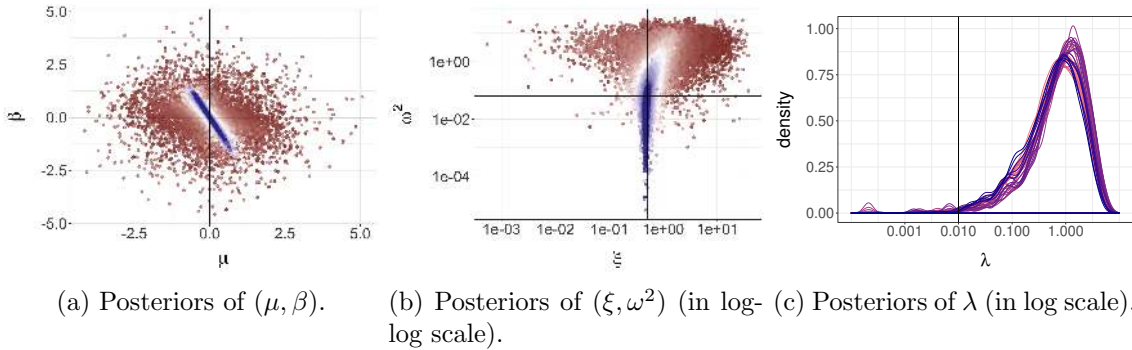 5.0
2.5
0.0
-2.5
-5.0
β
-2.5 0.0 2.5 5.0
μ
1e+00
1e-02
1e-04
ω²
1e-03 1e-02 1e-01 1e+00 1e+01
ξ
1.00
0.75
0.50
0.25
0.00
density
0.001 0.010 0.100 1.000
λ
(a) Posteriors of (μ, β).
(b) Posteriors of (ξ, ω²) (in log-
log scale).
(c) Posteriors of λ (in log scale).